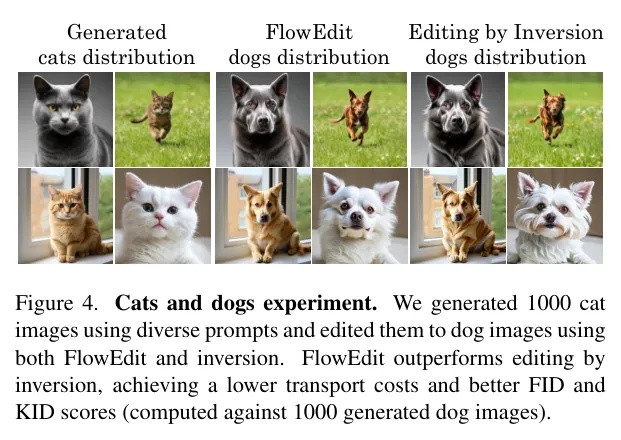 Generated
cats distribution
FlowEdit
dogs distribution
Editing by Inversion
dogs distribution
Figure 4. Cats and dogs experiment. We generated 1000 cat
images using diverse prompts and edited them to dog images using
both FlowEdit and inversion. FlowEdit outperforms editing by
inversion, achieving a lower transport costs and better FID and
KID scores (computed against 1000 generated dog images).